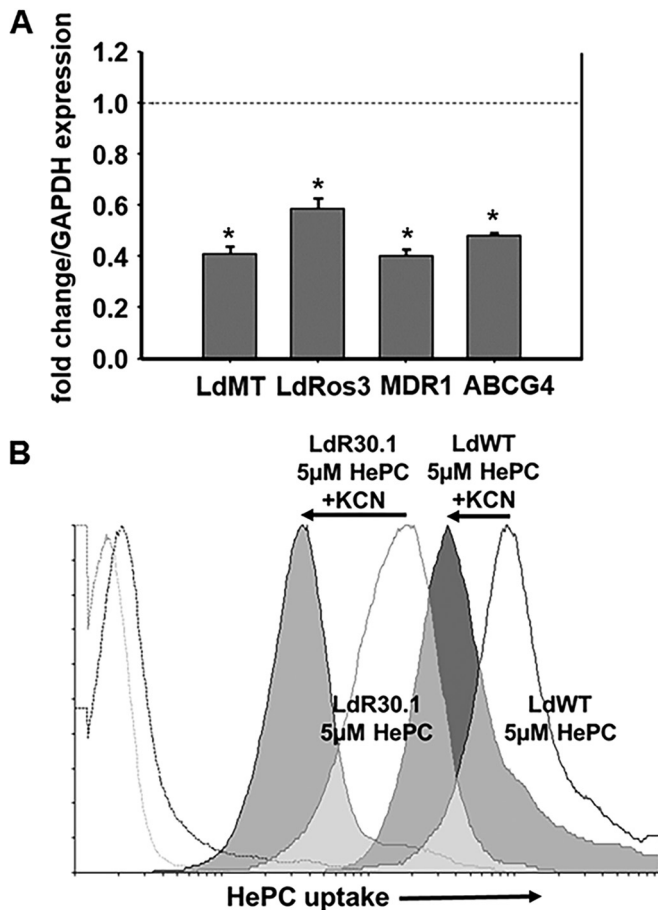 A
fold change/GAPDH expression
1.2
1.0
0.8
0.6
0.4
0.2
0.0
*
*
*
*
LdMT LdRos3 MDR1 ABCG4
B
LdR30.1
5µM HePC
+KCN
LdWT
5µM HePC
+KCN
LdR30.1
5µM HePC
LdWT
5µM HePC
HePC uptake